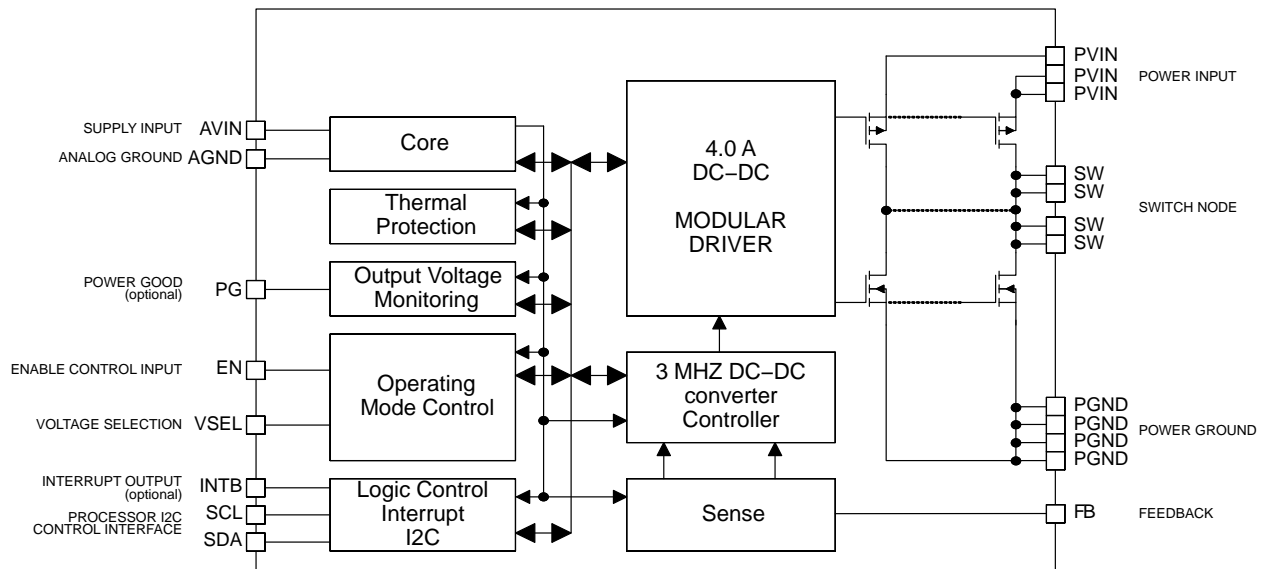 SUPPLY INPUT
AVIN
ANALOG GROUND
AGND
POWER GOOD
(optional)
PG
ENABLE CONTROL INPUT
EN
VOLTAGE SELECTION
VSEL
INTERRUPT OUTPUT
(optional)
INTB
PROCESSOR I2C
CONTROL INTERFACE
SCL
SDA
Core
Thermal
Protection
Output Voltage
Monitoring
Operating
Mode Control
Logic Control
Interrupt
I2C
4.0 A
DC−DC
MODULAR
DRIVER
3 MHZ DC−DC
converter
Controller
Sense
PVIN
PVIN
PVIN
POWER INPUT
SW
SW
SW
SW
SWITCH NODE
PGND
PGND
PGND
PGND
POWER GROUND
FB
FEEDBACK